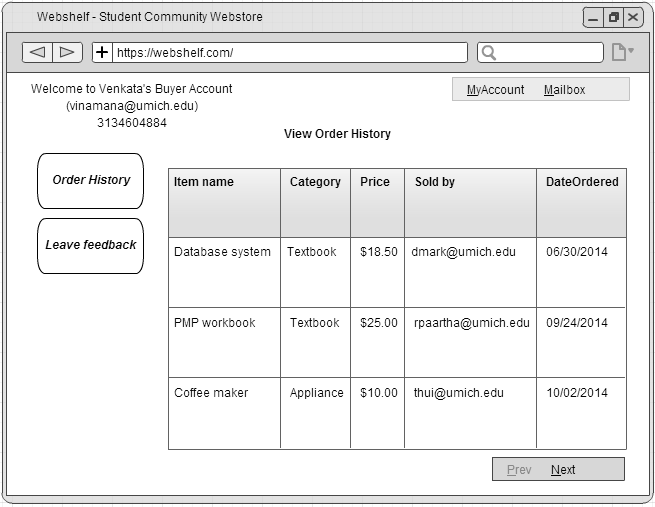 Webshelf - Student Community Webstore
https://webshelf.com/
Welcome to Venkata's Buyer Account
(vinamana@umich.edu)
3134604884
MyAccount Mailbox
View Order History
Order History
Leave feedback
Item name Category Price Sold by DateOrdered
Database system Textbook $18.50 dmark@umich.edu 06/30/2014
PMP workbook Textbook $25.00 rpaartha@umich.edu 09/24/2014
Coffee maker Appliance $10.00 thui@umich.edu 10/02/2014
Prev Next